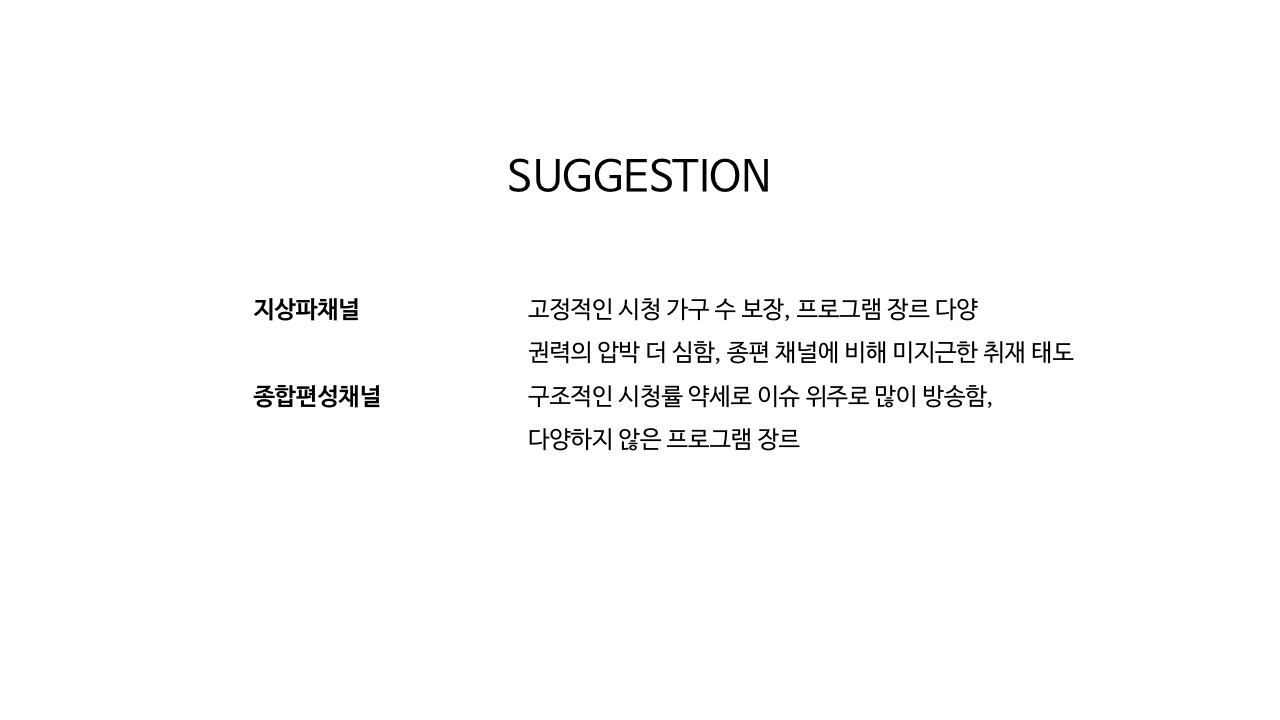 SUGGESTION
지상파채널 고정적인 시청 가구 수 보장, 프로그램 장르 다양
권력의 압박 더 심함, 종편 채널에 비해 미지근한 취재 태도
종합편성채널 구조적인 시청률 약세로 이슈 위주로 많이 방송함,
다양하지 않은 프로그램 장르